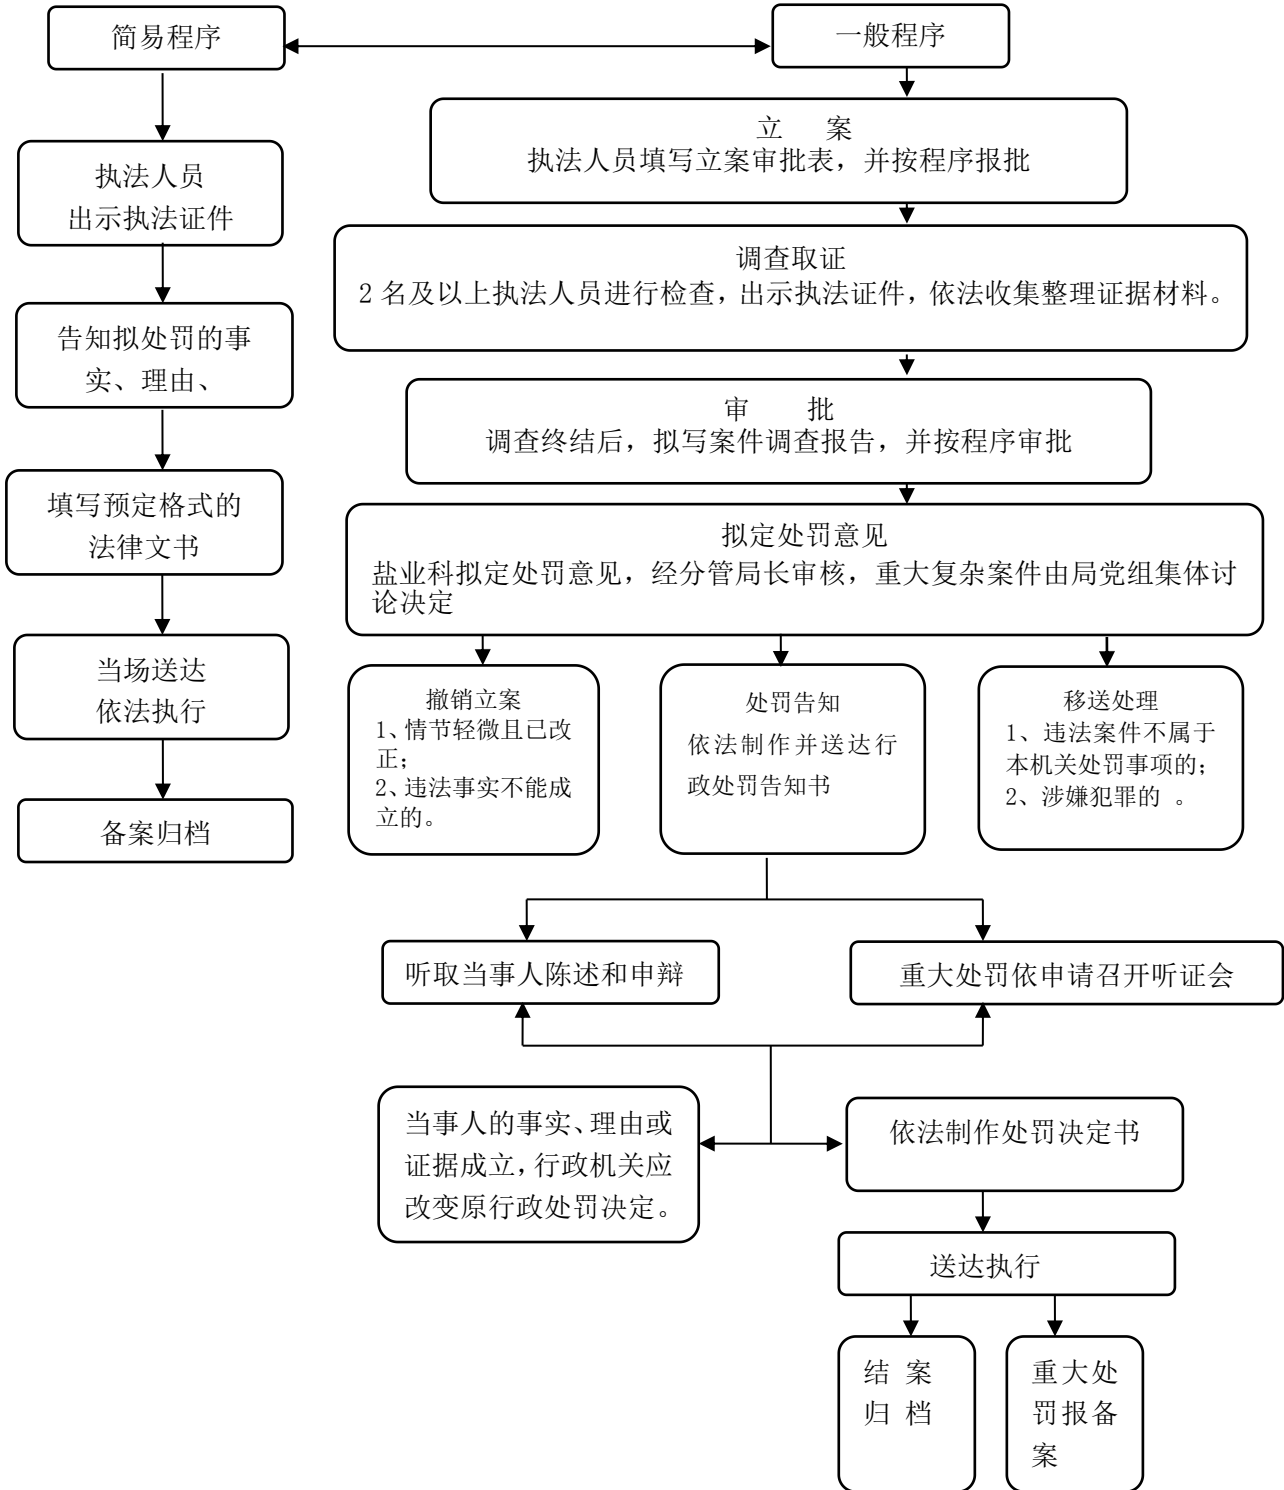 简易程序
一般程序
执法人员
出示执法证件
告知拟处罚的事
实、理由、
填写预定格式的
法律文书
当场送达
依法执行
备案归档
立　案
执法人员填写立案审批表，并按程序报批
调查取证
2 名及以上执法人员进行检查，出示执法证件，依法收集整理证据材料。
审　批
调查终结后，拟写案件调查报告，并按程序审批
拟定处罚意见
盐业科拟定处罚意见，经分管局长审核，重大复杂案件由局党组集体讨
论决定
撤销立案
1、情节轻微且已改
正；
2、违法事实不能成
立的。
处罚告知
依法制作并送达行
政处罚告知书
移送处理
1、违法案件不属于
本机关处罚事项的；
2、涉嫌犯罪的 。
听取当事人陈述和申辩
重大处罚依申请召开听证会
当事人的事实、理由或
证据成立，行政机关应
改变原行政处罚决定。
依法制作处罚决定书
送达执行
结 案
归 档
重大处
罚报备
案